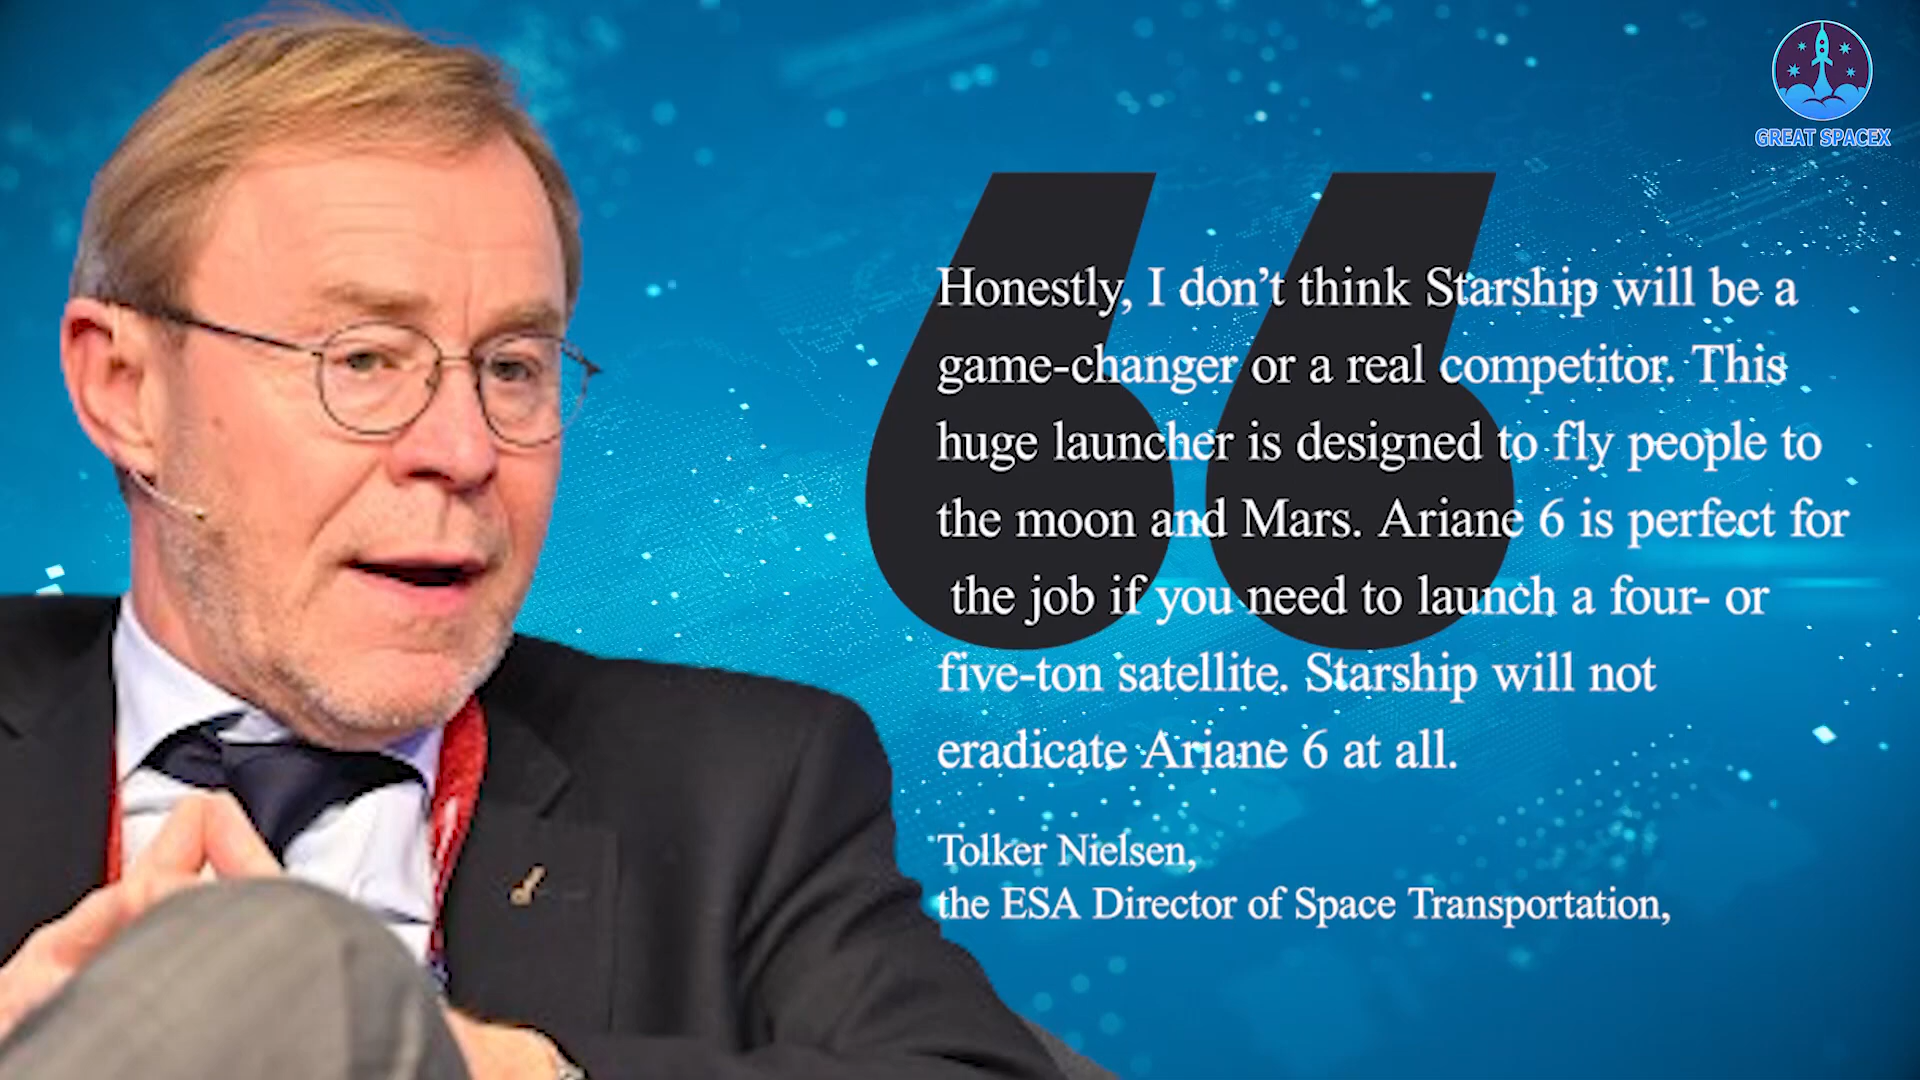 GREAT SPACEX
Honestly, I don’t think Starship will be a
game-changer or a real competitor. This
huge launcher is designed to fly people to
the moon and Mars. Ariane 6 is perfect for
the job if you need to launch a four- or
five-ton satellite. Starship will not
eradicate Ariane 6 at all.
Tolker Nielsen,
the ESA Director of Space Transportation,